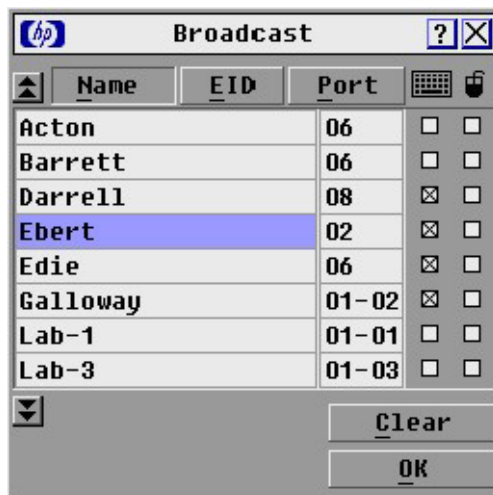 hp Broadcast ? X
Name EID Port
Acton 06
Barrett 06
Darrell 08
Ebert 02
Edie 06
Galloway 01-02
Lab-1 01-01
Lab-3 01-03
Clear
OK